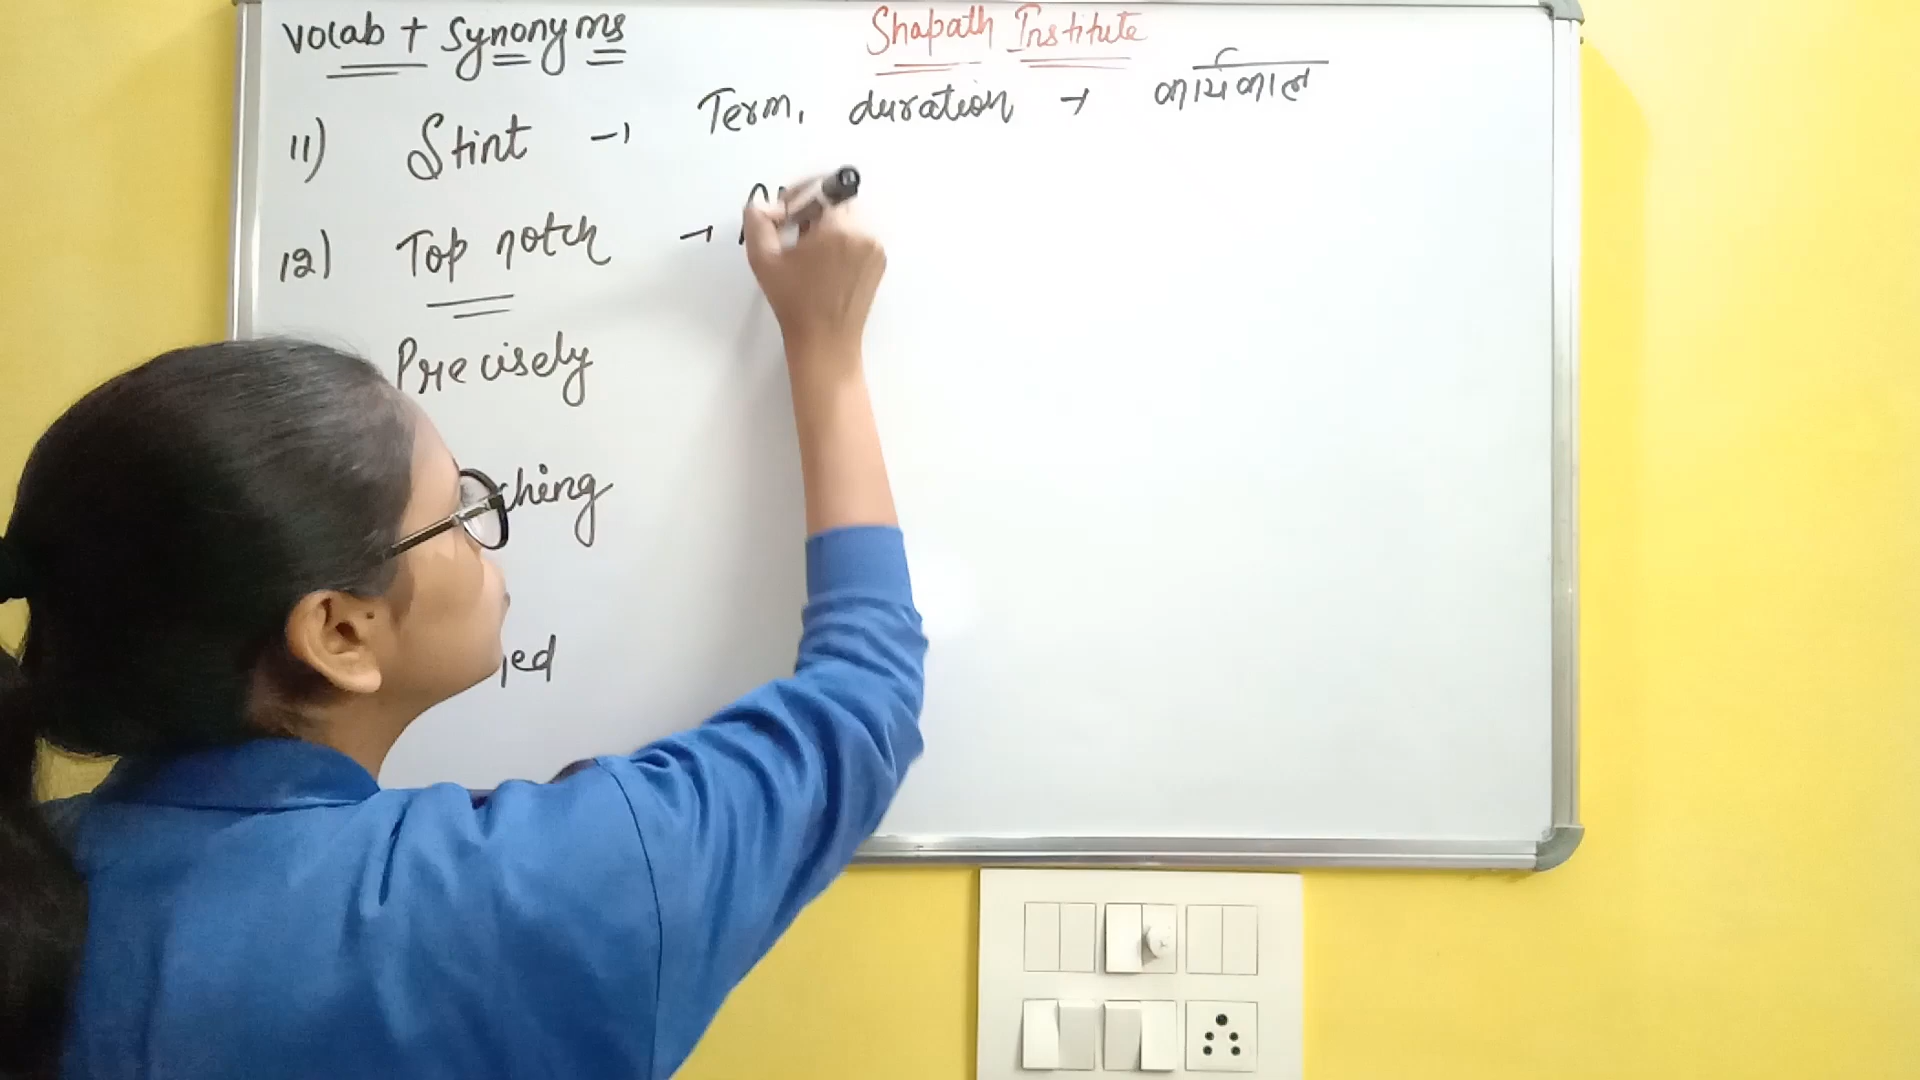 Vocab + Synonyms
Shapath Institute
11) Stint → Term, duration → कार्यकाल
12) Top notch →
Precisely
ching
ed